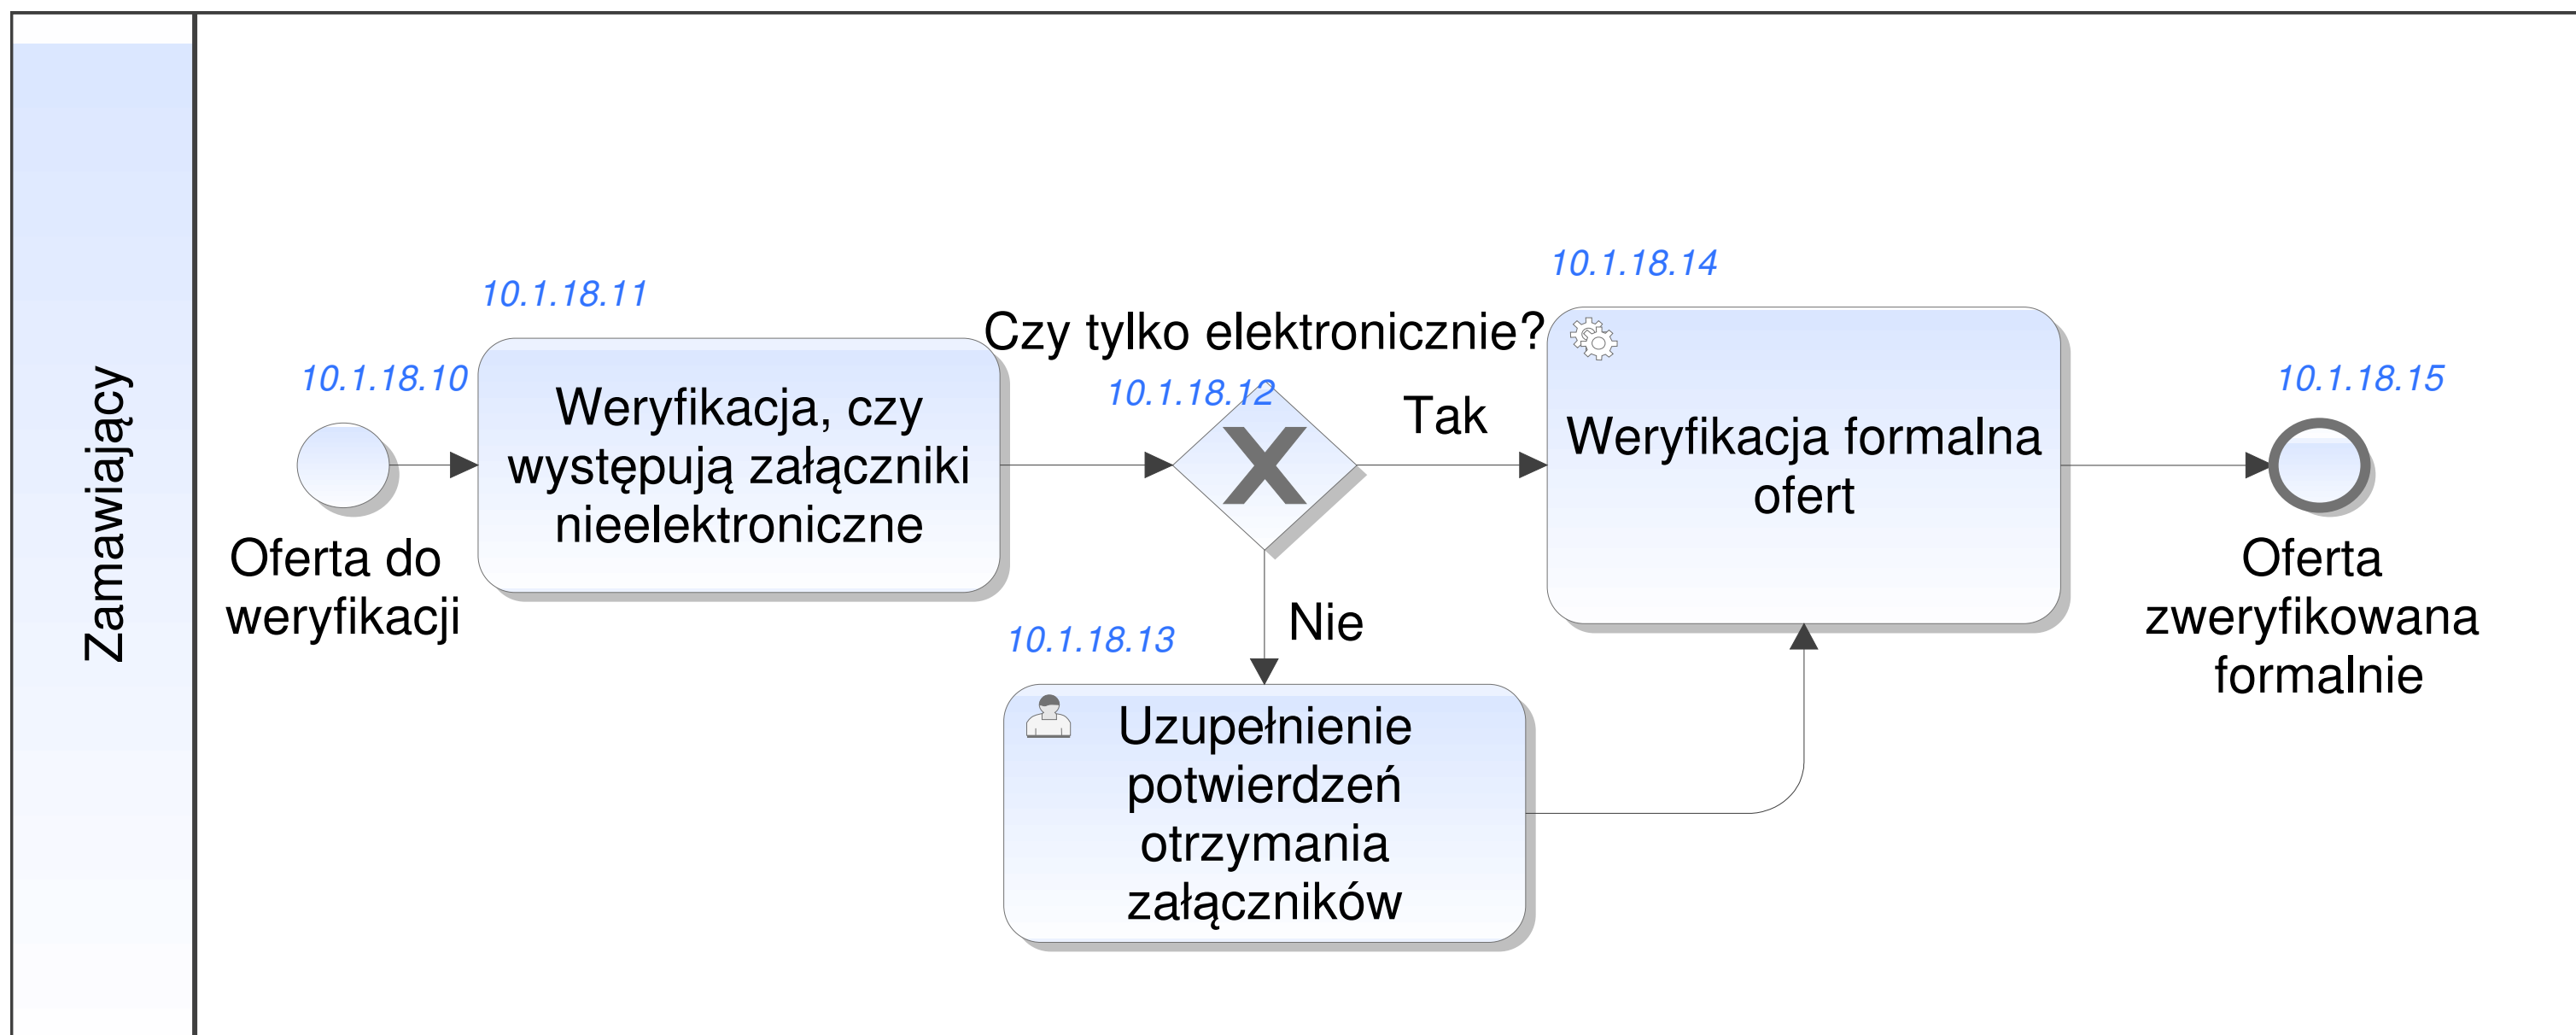 Zamawiający
10.1.18.10
Oferta do
weryfikacji
10.1.18.11
Weryfikacja, czy
występują załączniki
nieelektroniczne
Czy tylko elektronicznie?
10.1.18.12
Tak
Nie
10.1.18.13
Uzupełnienie
potwierdzeń
otrzymania
załączników
10.1.18.14
Weryfikacja formalna
ofert
10.1.18.15
Oferta
zweryfikowana
formalnie